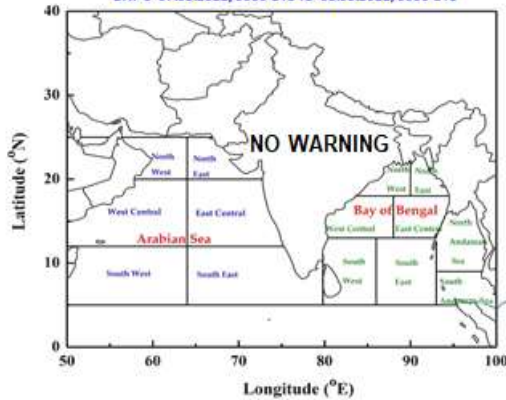 40
30
20
10
0
Latitude (°N)
NO WARNING
North
West
North
East
North
West
North
East
West Central
East Central
Bay of Bengal
West Central
East Central
Arabian Sea
North
Andaman
Sea
South West
South East
South
West
South
East
South
Andaman Sea
50
60
70
80
90
100
Longitude (°E)